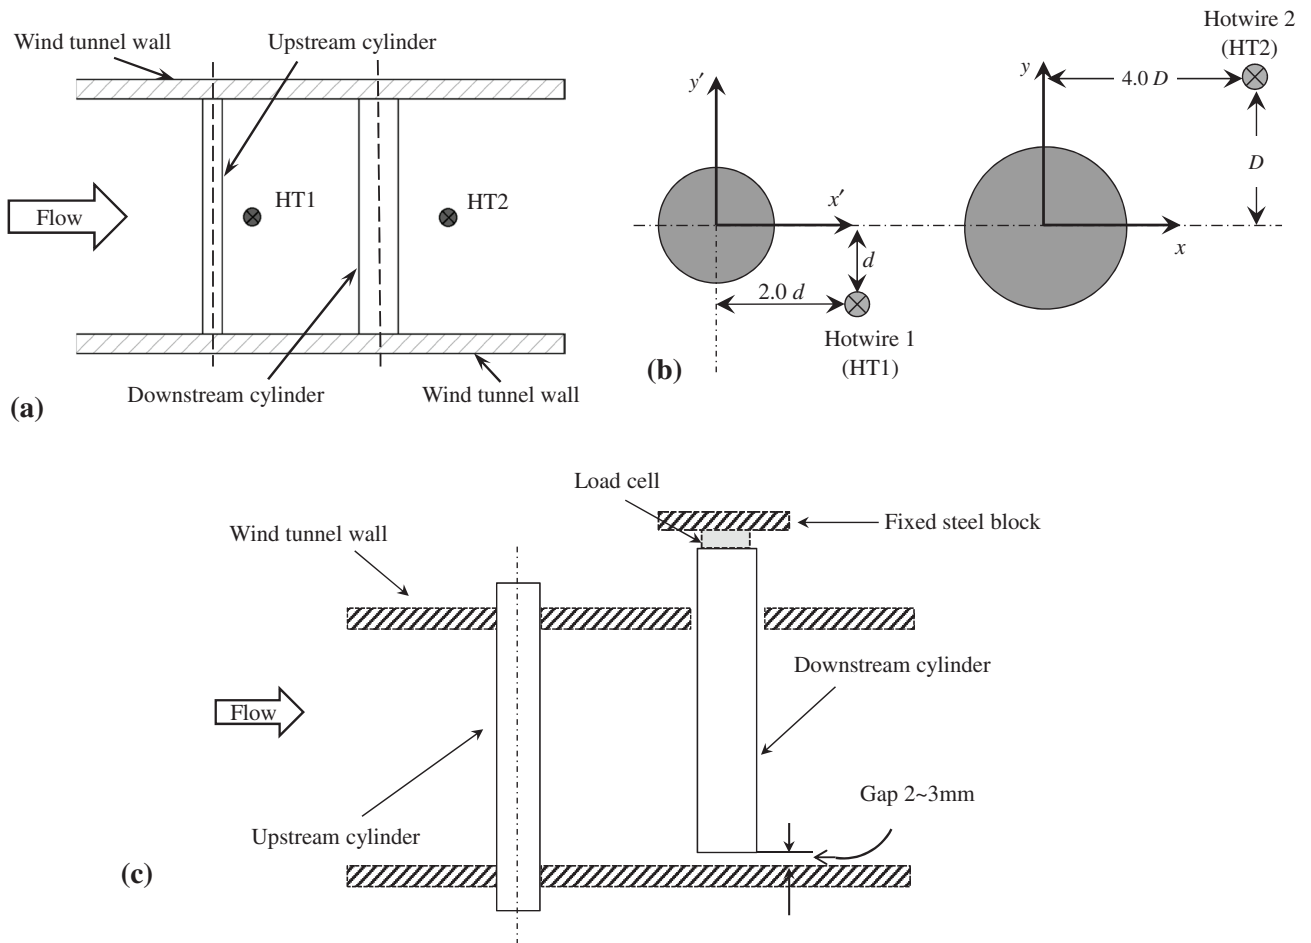 Wind tunnel wall
Upstream cylinder
HT1
HT2
Flow
Downstream cylinder
Wind tunnel wall
(a)
Hotwire 2
(HT2)
y′
y
4.0 D
D
x′
x
d
2.0 d
Hotwire 1
(HT1)
(b)
Load cell
Wind tunnel wall
Fixed steel block
Downstream cylinder
Flow
Gap 2~3mm
Upstream cylinder
(c)